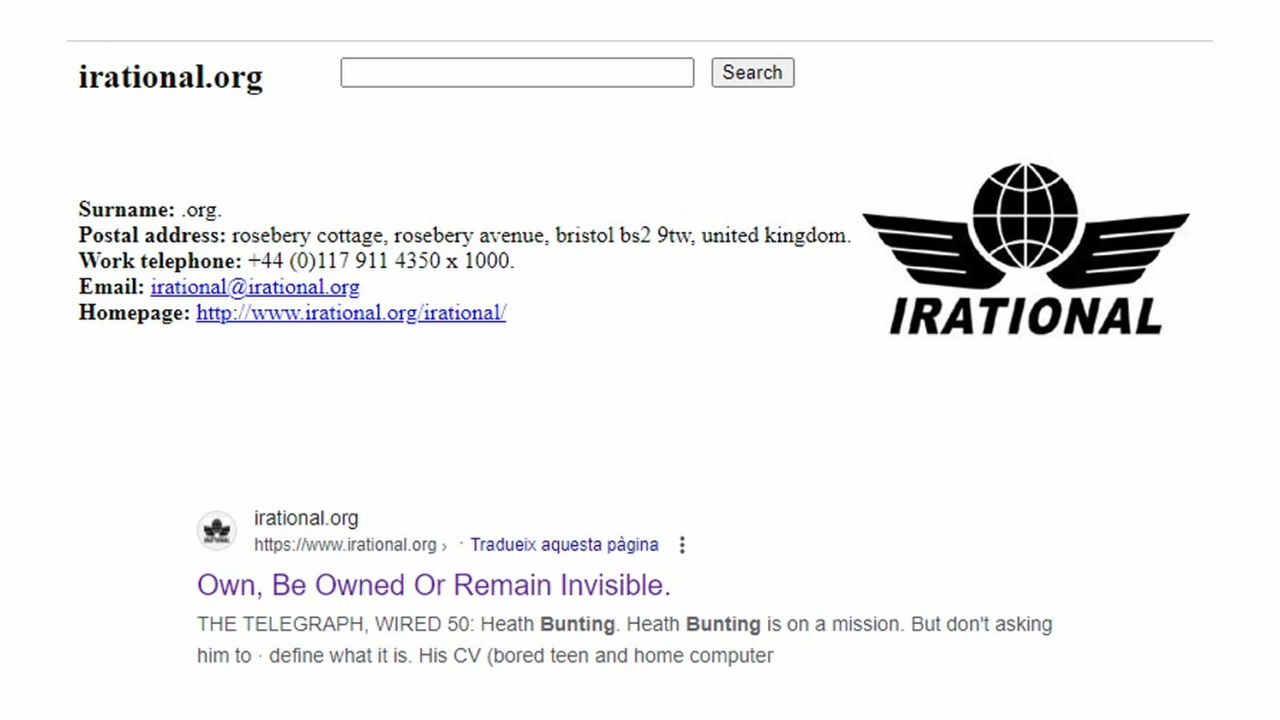 irational.org
Search
Surname: .org.
Postal address: rosebery cottage, rosebery avenue, bristol bs2 9tw, united kingdom.
Work telephone: +44 (0)117 911 4350 x 1000.
Email: irational@irational.org
Homepage: http://www.irational.org/irational/
IRATIONAL
irational.org
https://www.irational.org › · Tradueix aquesta pàgina
Own, Be Owned Or Remain Invisible.
THE TELEGRAPH, WIRED 50: Heath Bunting. Heath Bunting is on a mission. But don't asking
him to · define what it is. His CV (bored teen and home computer